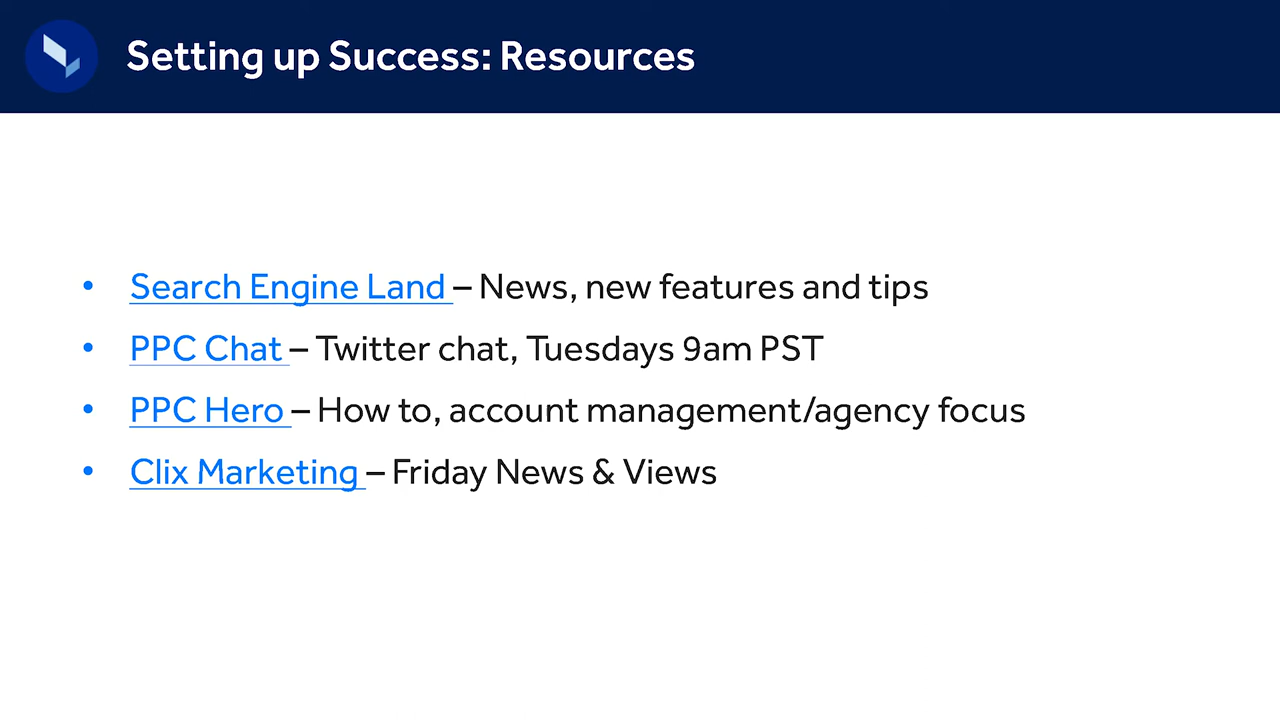 Setting up Success: Resources
• Search Engine Land – News, new features and tips
• PPC Chat – Twitter chat, Tuesdays 9am PST
• PPC Hero – How to, account management/agency focus
• Clix Marketing – Friday News & Views